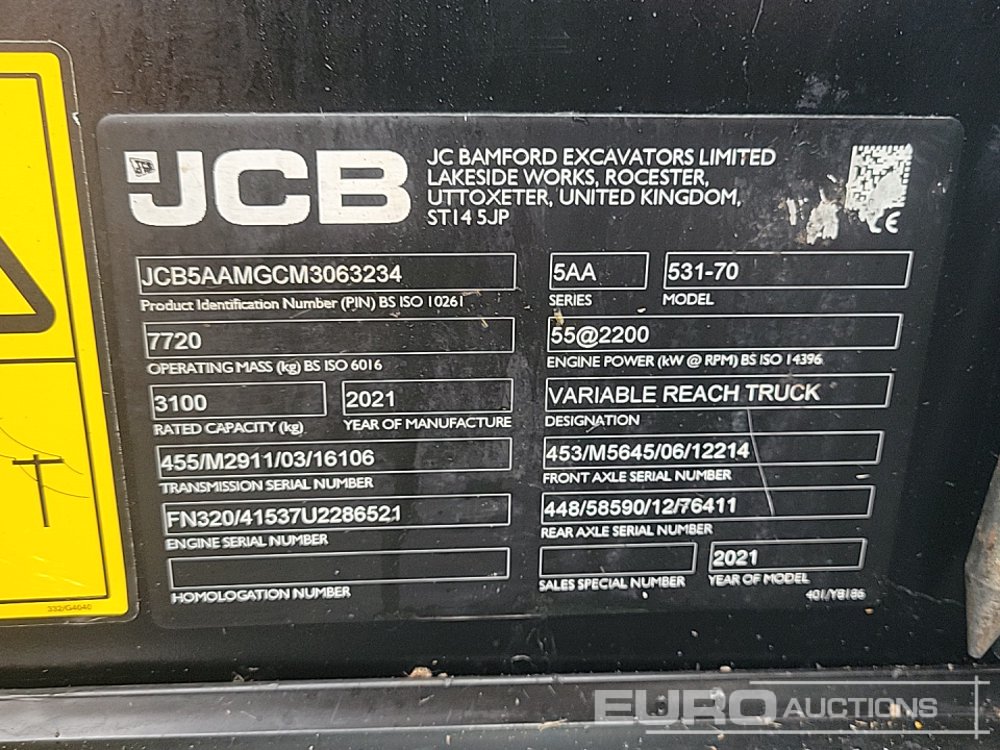 JCB
JC BAMFORD EXCAVATORS LIMITED
LAKESIDE WORKS, ROCESTER,
UTTOXETER, UNITED KINGDOM,
ST14 5JP
CE
JCB5AAMGCM3063234
Product Identification Number (PIN) BS ISO 10261
5AA
SERIES
531-70
MODEL
7720
OPERATING MASS (kg) BS ISO 6016
55@2200
ENGINE POWER (kW @ RPM) BS ISO 14396
3100
RATED CAPACITY (kg)
2021
YEAR OF MANUFACTURE
VARIABLE REACH TRUCK
DESIGNATION
455/M2911/03/16106
TRANSMISSION SERIAL NUMBER
453/M5645/06/12214
FRONT AXLE SERIAL NUMBER
FN320/41537U2286521
ENGINE SERIAL NUMBER
448/58590/12/76411
REAR AXLE SERIAL NUMBER
HOMOLOGATION NUMBER
SALES SPECIAL NUMBER
2021
YEAR OF MODEL
401/Y8186
332/G4040
EURO AUCTIONS